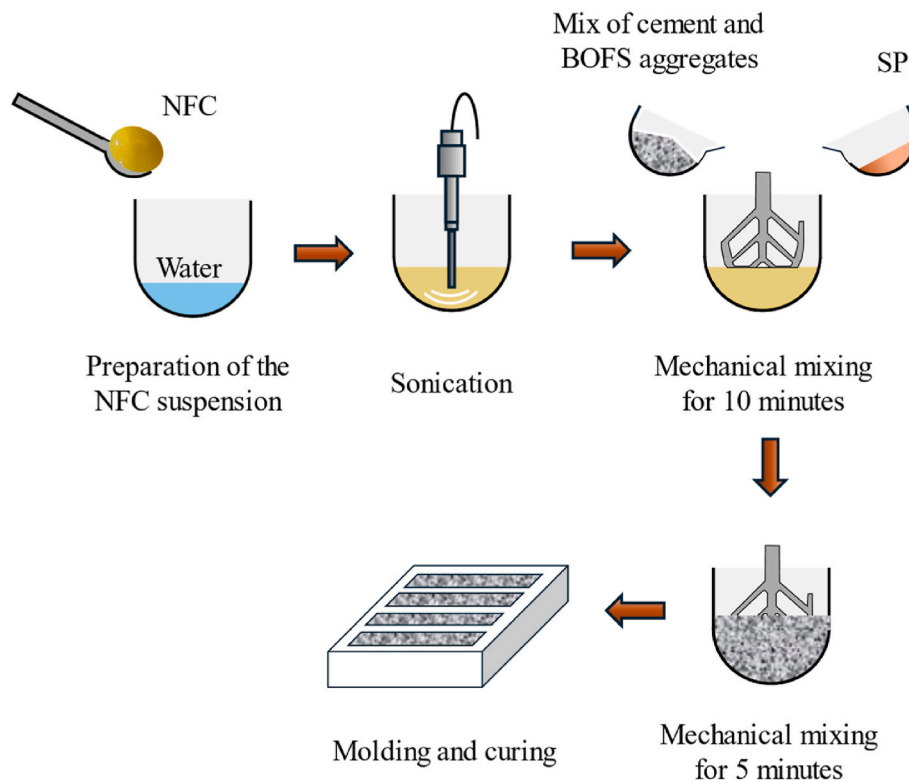 Mix of cement and
BOFS aggregates
SP
NFC
Water
Preparation of the
NFC suspension
Sonication
Mechanical mixing
for 10 minutes
Molding and curing
Mechanical mixing
for 5 minutes